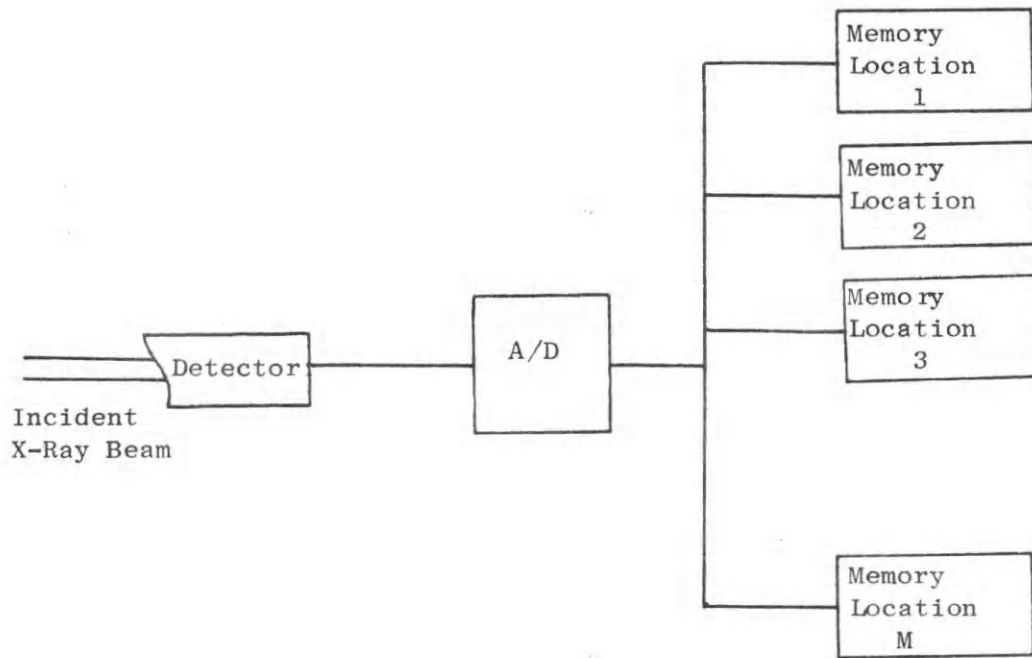 Memory
Location
1
Memory
Location
2
Memory
Location
3
Detector
A/D
Incident
X-Ray Beam
Memory
Location
M